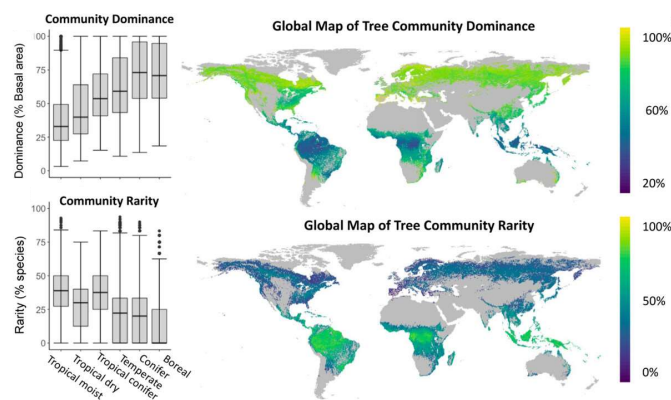 Community Dominance
Global Map of Tree Community Dominance
Dominance (% Basal area)
00
75
50
25
0
100%
60%
20%
Community Rarity
Global Map of Tree Community Rarity
Rarity (% species)
100
75
50
25
0
Tropical moist
Tropical dry
Tropical conifer
Temperate
Conifer
Boreal
100%
50%
0%